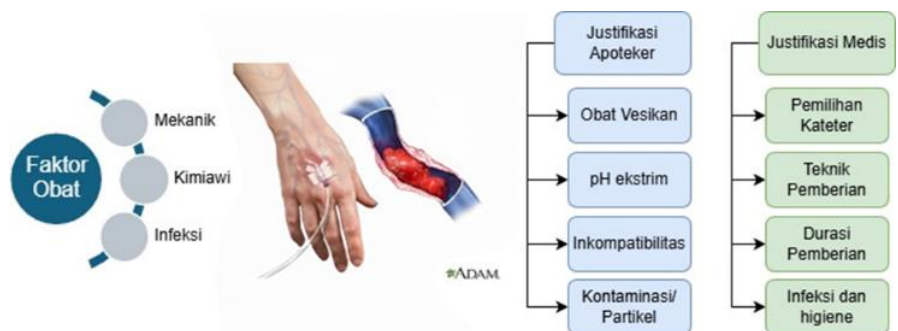 Faktor
Obat
Mekanik
Kimiawi
Infeksi
ADAM.
Justifikasi
Apoteker
Obat Vesikan
pH ekstrim
Inkompatibilitas
Kontaminasi/
Partikel
Justifikasi Medis
Pemilihan
Kateter
Teknik
Pemberian
Durasi
Pemberian
Infeksi dan
higiene